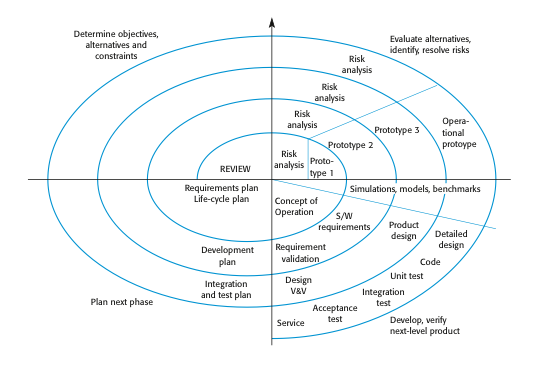 Determine objectives,
alternatives and
constraints
Evaluate alternatives,
identify, resolve risks
Risk
analysis
Risk
analysis
Risk
analysis
Risk
analysis
Proto-
type 1
Prototype 2
Prototype 3
Opera-
tional
protoype
REVIEW
Requirements plan
Life-cycle plan
Simulations, models, benchmarks
Concept of
Operation
S/W
requirements
Product
design
Detailed
design
Development
plan
Requirement
validation
Code
Unit test
Integration
and test plan
Design
V&V
Integration
test
Acceptance
test
Service
Plan next phase
Develop, verify
next-level product